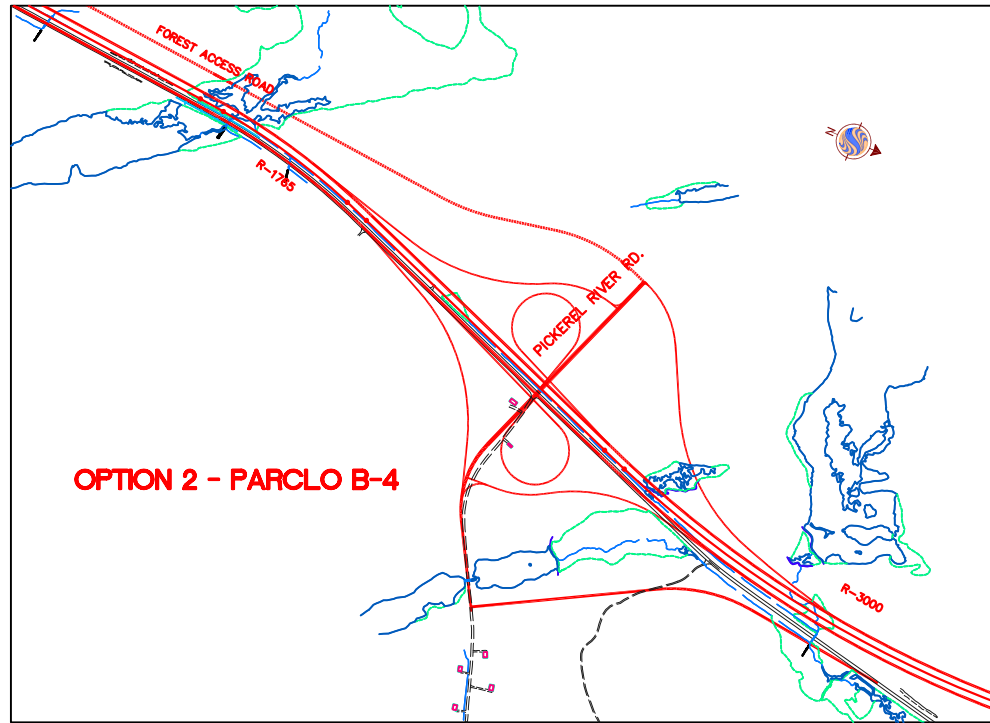 FOREST ACCESS ROAD
N
R-1765
PICKEREL RIVER RD.
OPTION 2 - PARCLO B-4
R-3000